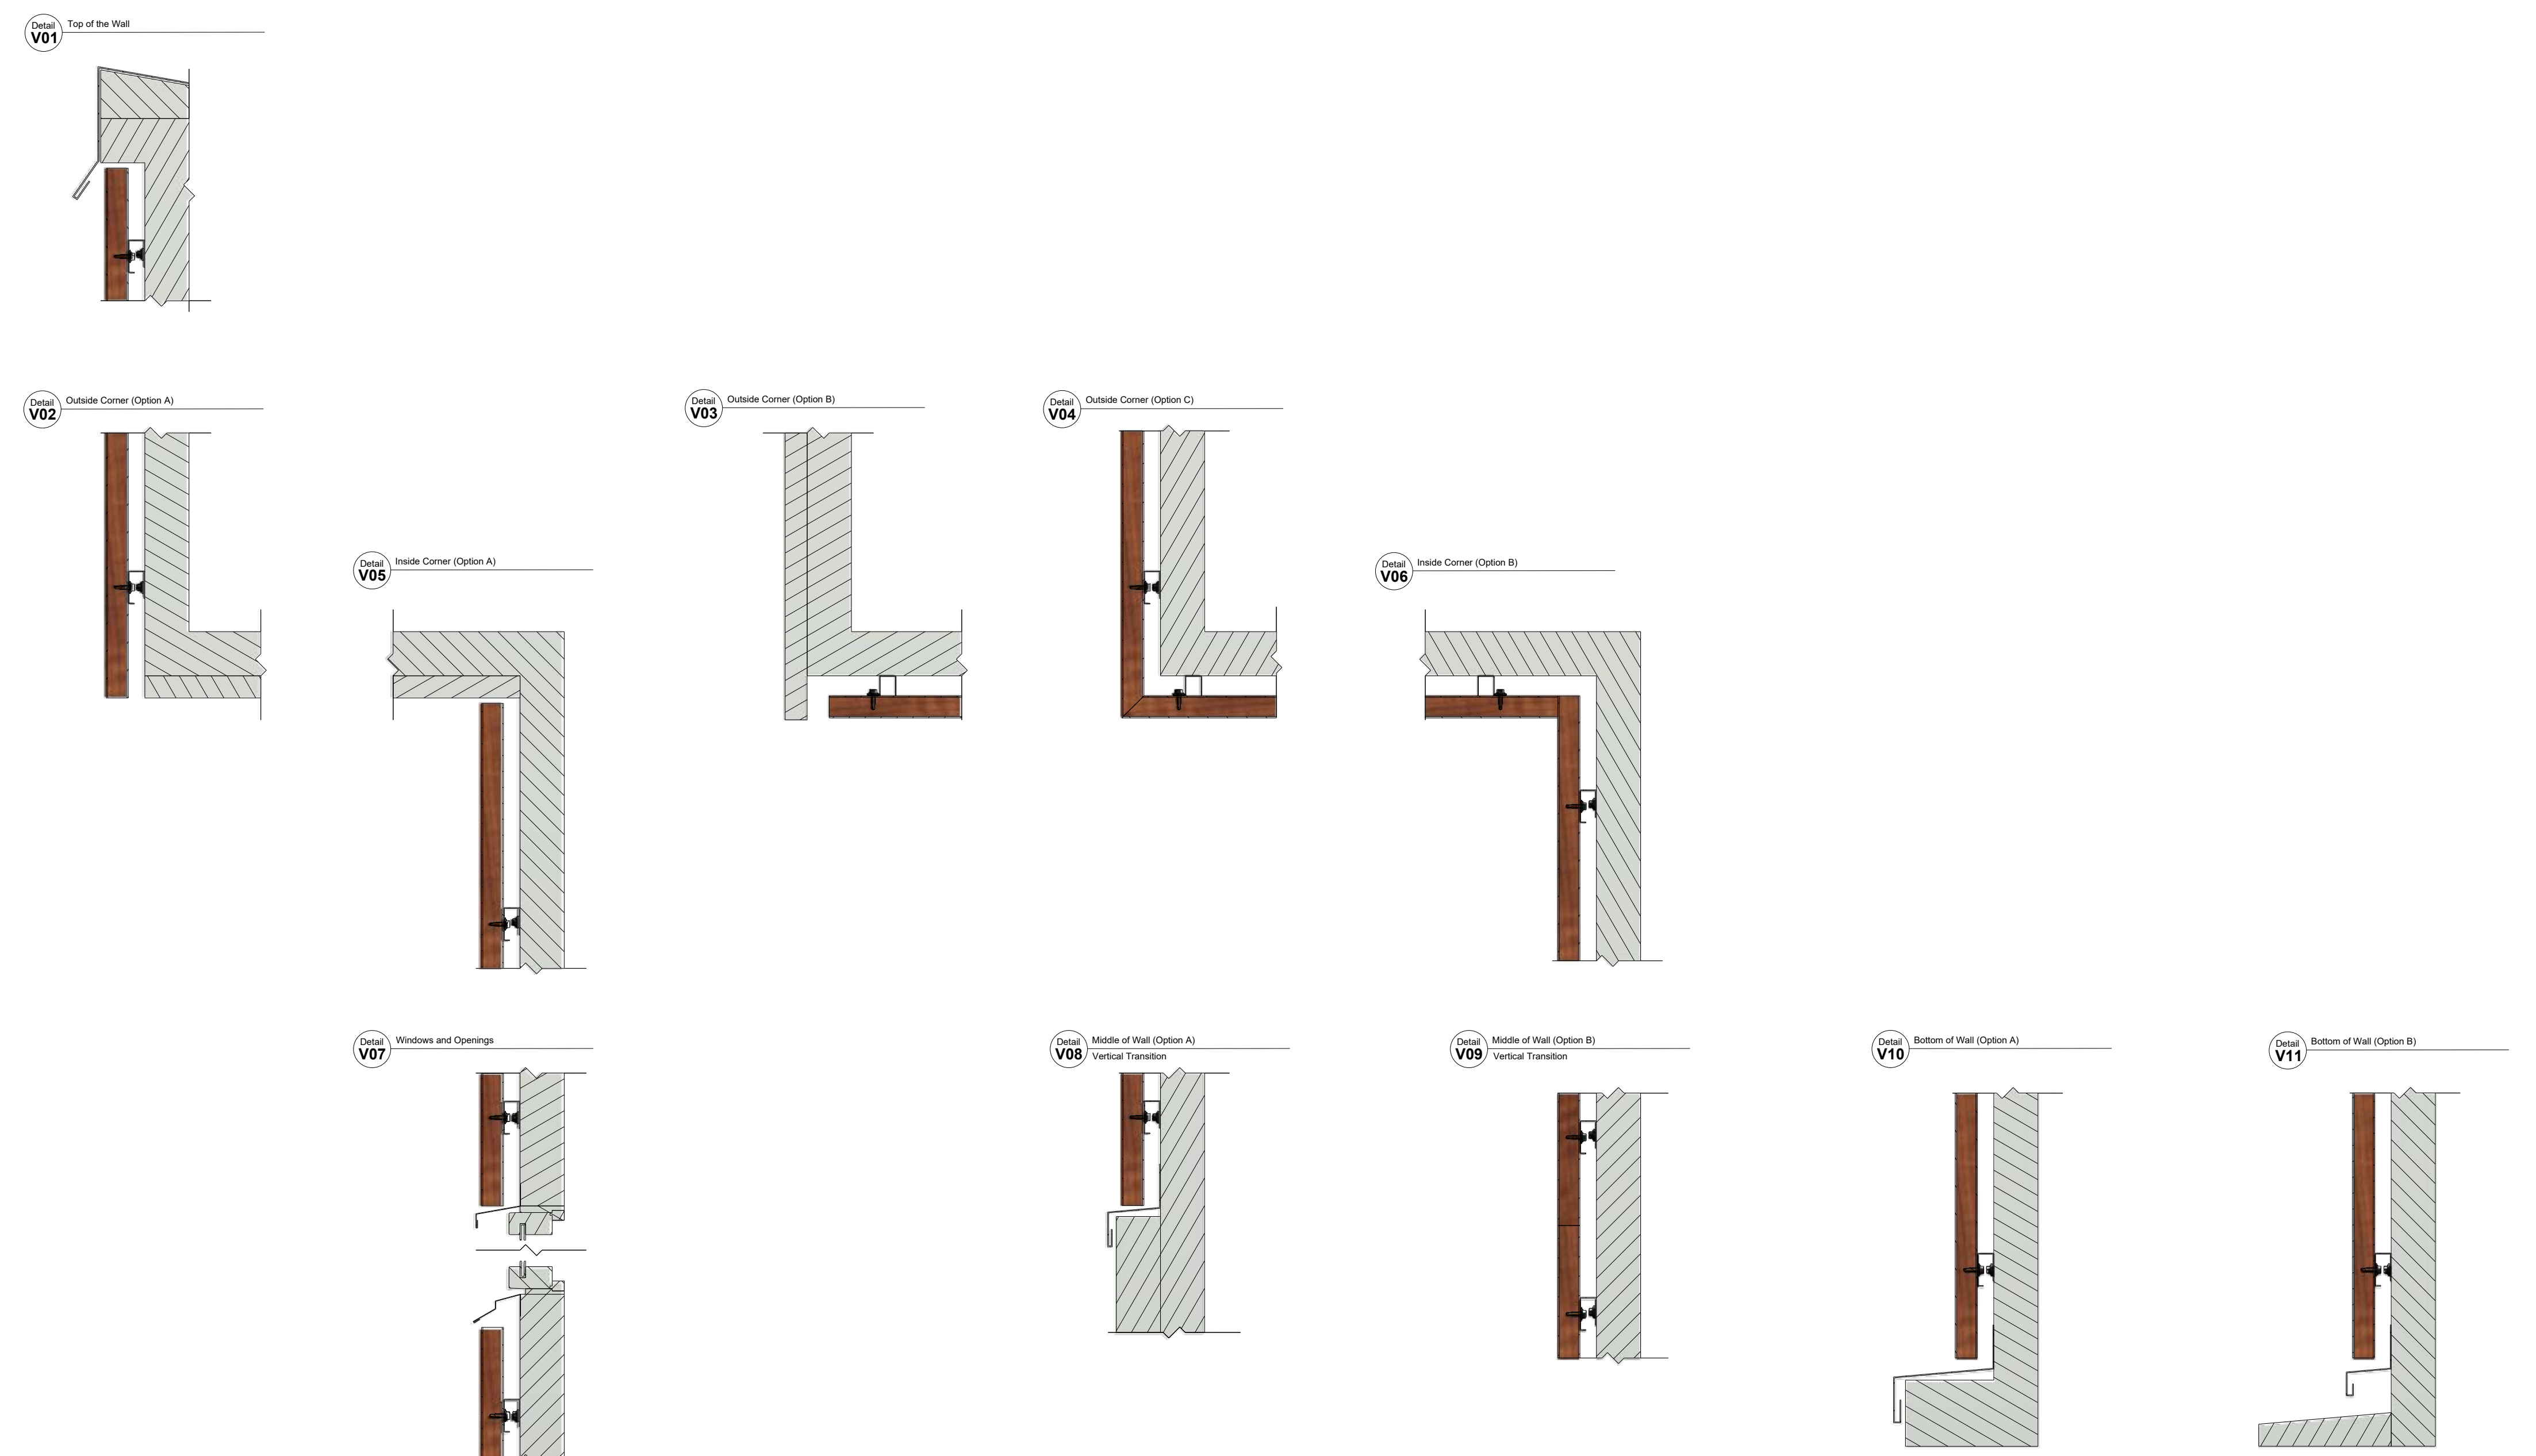 Detail
V01
Top of the Wall
Detail
V02
Outside Corner (Option A)
Detail
V03
Outside Corner (Option B)
Detail
V04
Outside Corner (Option C)
Detail
V05
Inside Corner (Option A)
Detail
V06
Inside Corner (Option B)
Detail
V07
Windows and Openings
Detail
V08
Middle of Wall (Option A)
Vertical Transition
Detail
V09
Middle of Wall (Option B)
Vertical Transition
Detail
V10
Bottom of Wall (Option A)
Detail
V11
Bottom of Wall (Option B)